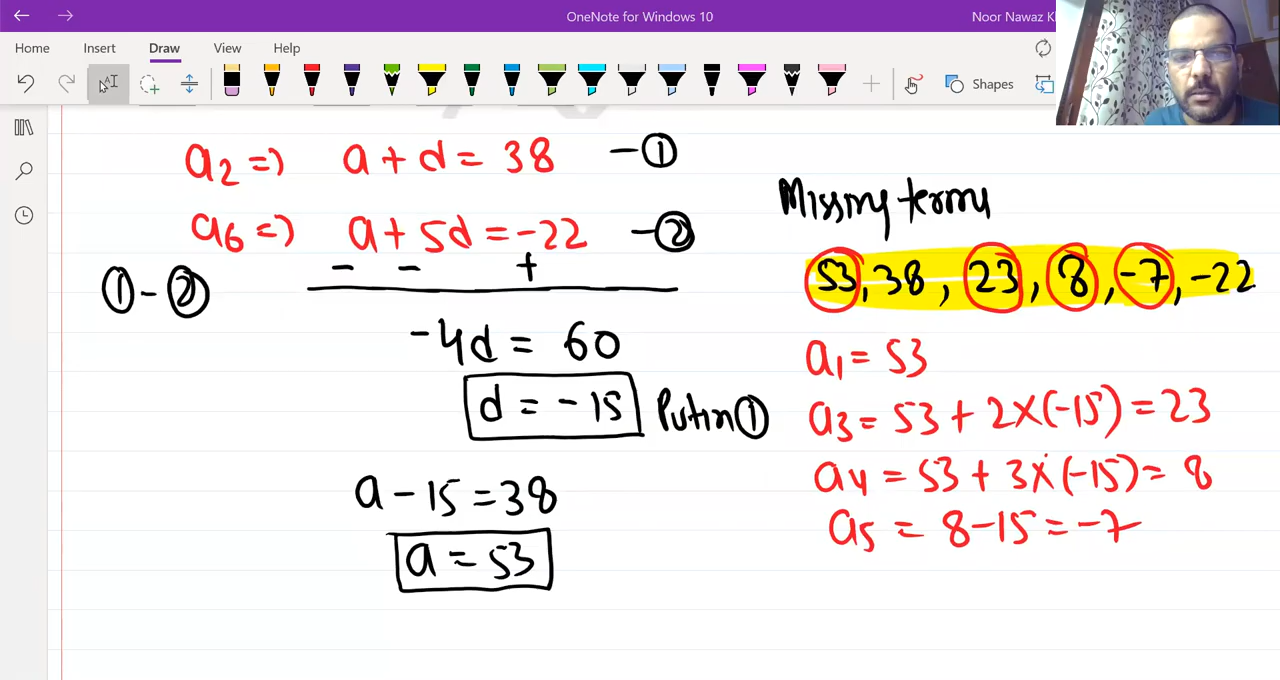 OneNote for Windows 10
Noor Nawaz
Home Insert Draw View Help
Shapes
a2 => a + d = 38 -①
a6 => a + 5d = -22 -②
- - +
① - ②
-4d = 60
d = -15 Put in ①
a - 15 = 38
a = 53
Missing terms
53, 38, 23, 8, -7, -22
a1 = 53
a3 = 53 + 2×(-15) = 23
a4 = 53 + 3×(-15) = 8
a5 = 8 - 15 = -7